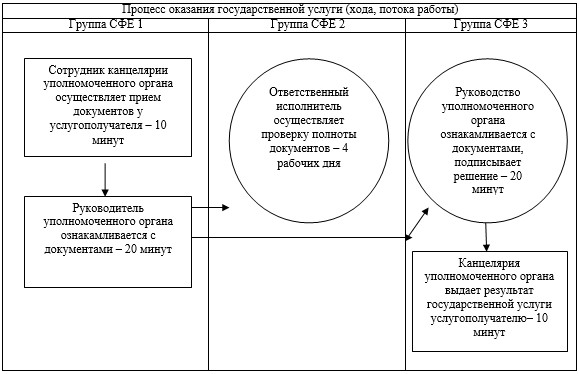 Процесс оказания государственной услуги (хода, потока работы)
Группа СФЕ 1
Группа СФЕ 2
Группа СФЕ 3
Сотрудник канцелярии
уполномоченного органа
осуществляет прием
документов у
услугополучателя – 10
минут
Руководитель
уполномоченного органа
ознакамливается с
документами – 20 минут
Ответственный
исполнитель
осуществляет
проверку полноты
документов – 4
рабочих дня
Руководство
уполномоченного
органа
ознакамливается с
документами,
подписывает
решение – 20
минут
Канцелярия
уполномоченного органа
выдает результат
государственной услуги
услугополучателю– 10
минут